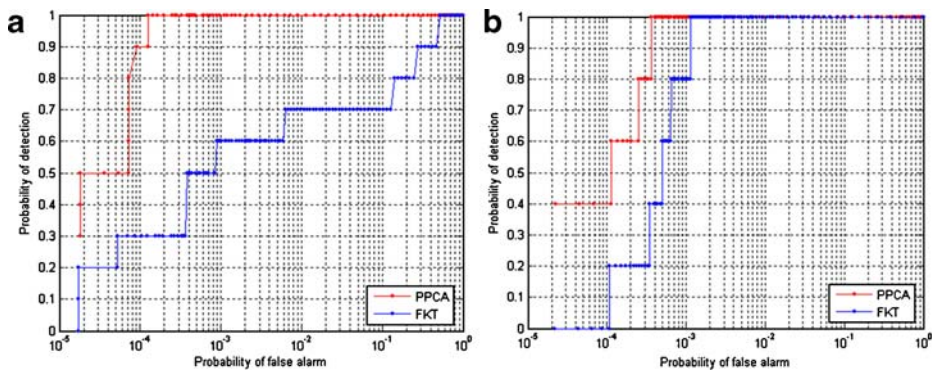 a
1
0.9
0.8
0.7
0.6
0.5
0.4
0.3
0.2
0.1
0
Probability of detection
10^-5 10^-4 10^-3 10^-2 10^-1 10^0
Probability of false alarm
PPCA
FKT
b
1
0.9
0.8
0.7
0.6
0.5
0.4
0.3
0.2
0.1
0
Probability of detection
10^-5 10^-4 10^-3 10^-2 10^-1 10^0
Probability of false alarm
PPCA
FKT